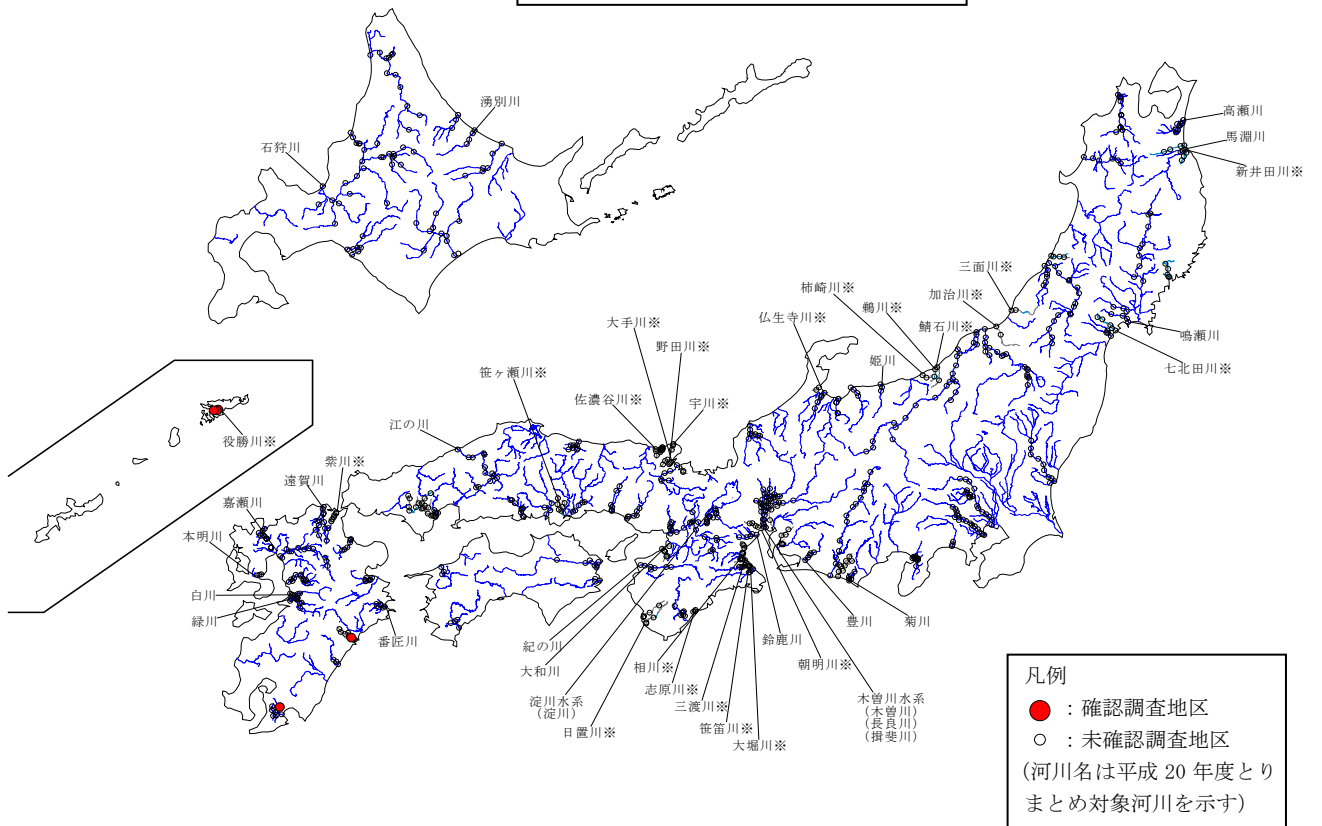 湧別川
石狩川
高瀬川
馬淵川
新井田川※
三面川※
加治川※
柿崎川※
鵜川※
鯖石川※
仏生寺川※
姫川
鳴瀬川
七北田川※
大手川※
野田川※
宇川※
佐濃谷川※
笹ヶ瀬川※
江の川
役勝川※
紫川※
遠賀川
嘉瀬川
本明川
白川
緑川
番匠川
紀の川
大和川
淀川水系
(淀川)
日置川※
相川※
志原川※
三渡川※
笹笛川※
大堀川※
鈴鹿川
朝明川※
豊川
菊川
木曽川水系
(木曽川)
(長良川)
(揖斐川)
凡例
：確認調査地区
：未確認調査地区
(河川名は平成 20 年度とり
まとめ対象河川を示す)